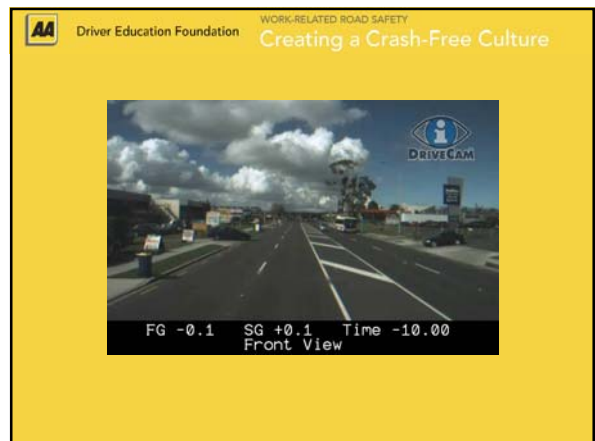 AA
Driver Education Foundation
WORK-RELATED ROAD SAFETY
Creating a Crash-Free Culture
DRIVECAM
FG -0.1 SG +0.1 Time -10.00
Front View